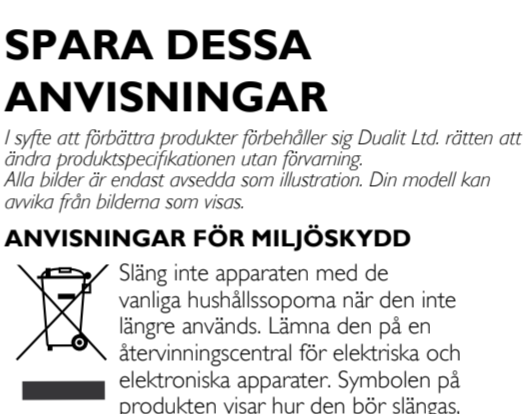 SPARA DESSA
ANVISNINGAR
I syfte att förbättra produkter förbehåller sig Dualit Ltd. rätten att
ändra produktspecifikationen utan förvarning.
Alla bilder är endast avsedda som illustration. Din modell kan
avvika från bilderna som visas.
ANVISNINGAR FÖR MILJÖSKYDD
Släng inte apparaten med de
vanliga hushållssoporna när den inte
längre används. Lämna den på en
återvinningscentral för elektriska och
elektroniska apparater. Symbolen på
produkten visar hur den bör slängas.